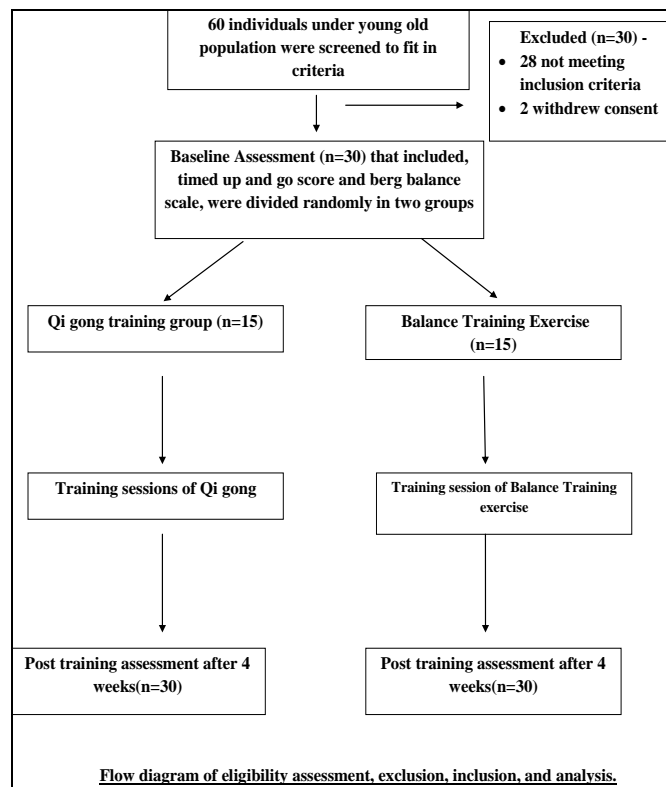 60 individuals under young old
population were screened to fit in
criteria
Excluded (n=30) -
• 28 not meeting
inclusion criteria
• 2 withdrew consent
Baseline Assessment (n=30) that included,
timed up and go score and berg balance
scale, were divided randomly in two groups
Qi gong training group (n=15)
Balance Training Exercise
(n=15)
Training sessions of Qi gong
Training session of Balance Training
exercise
Post training assessment after 4
weeks(n=30)
Post training assessment after 4
weeks(n=30)
Flow diagram of eligibility assessment, exclusion, inclusion, and analysis.